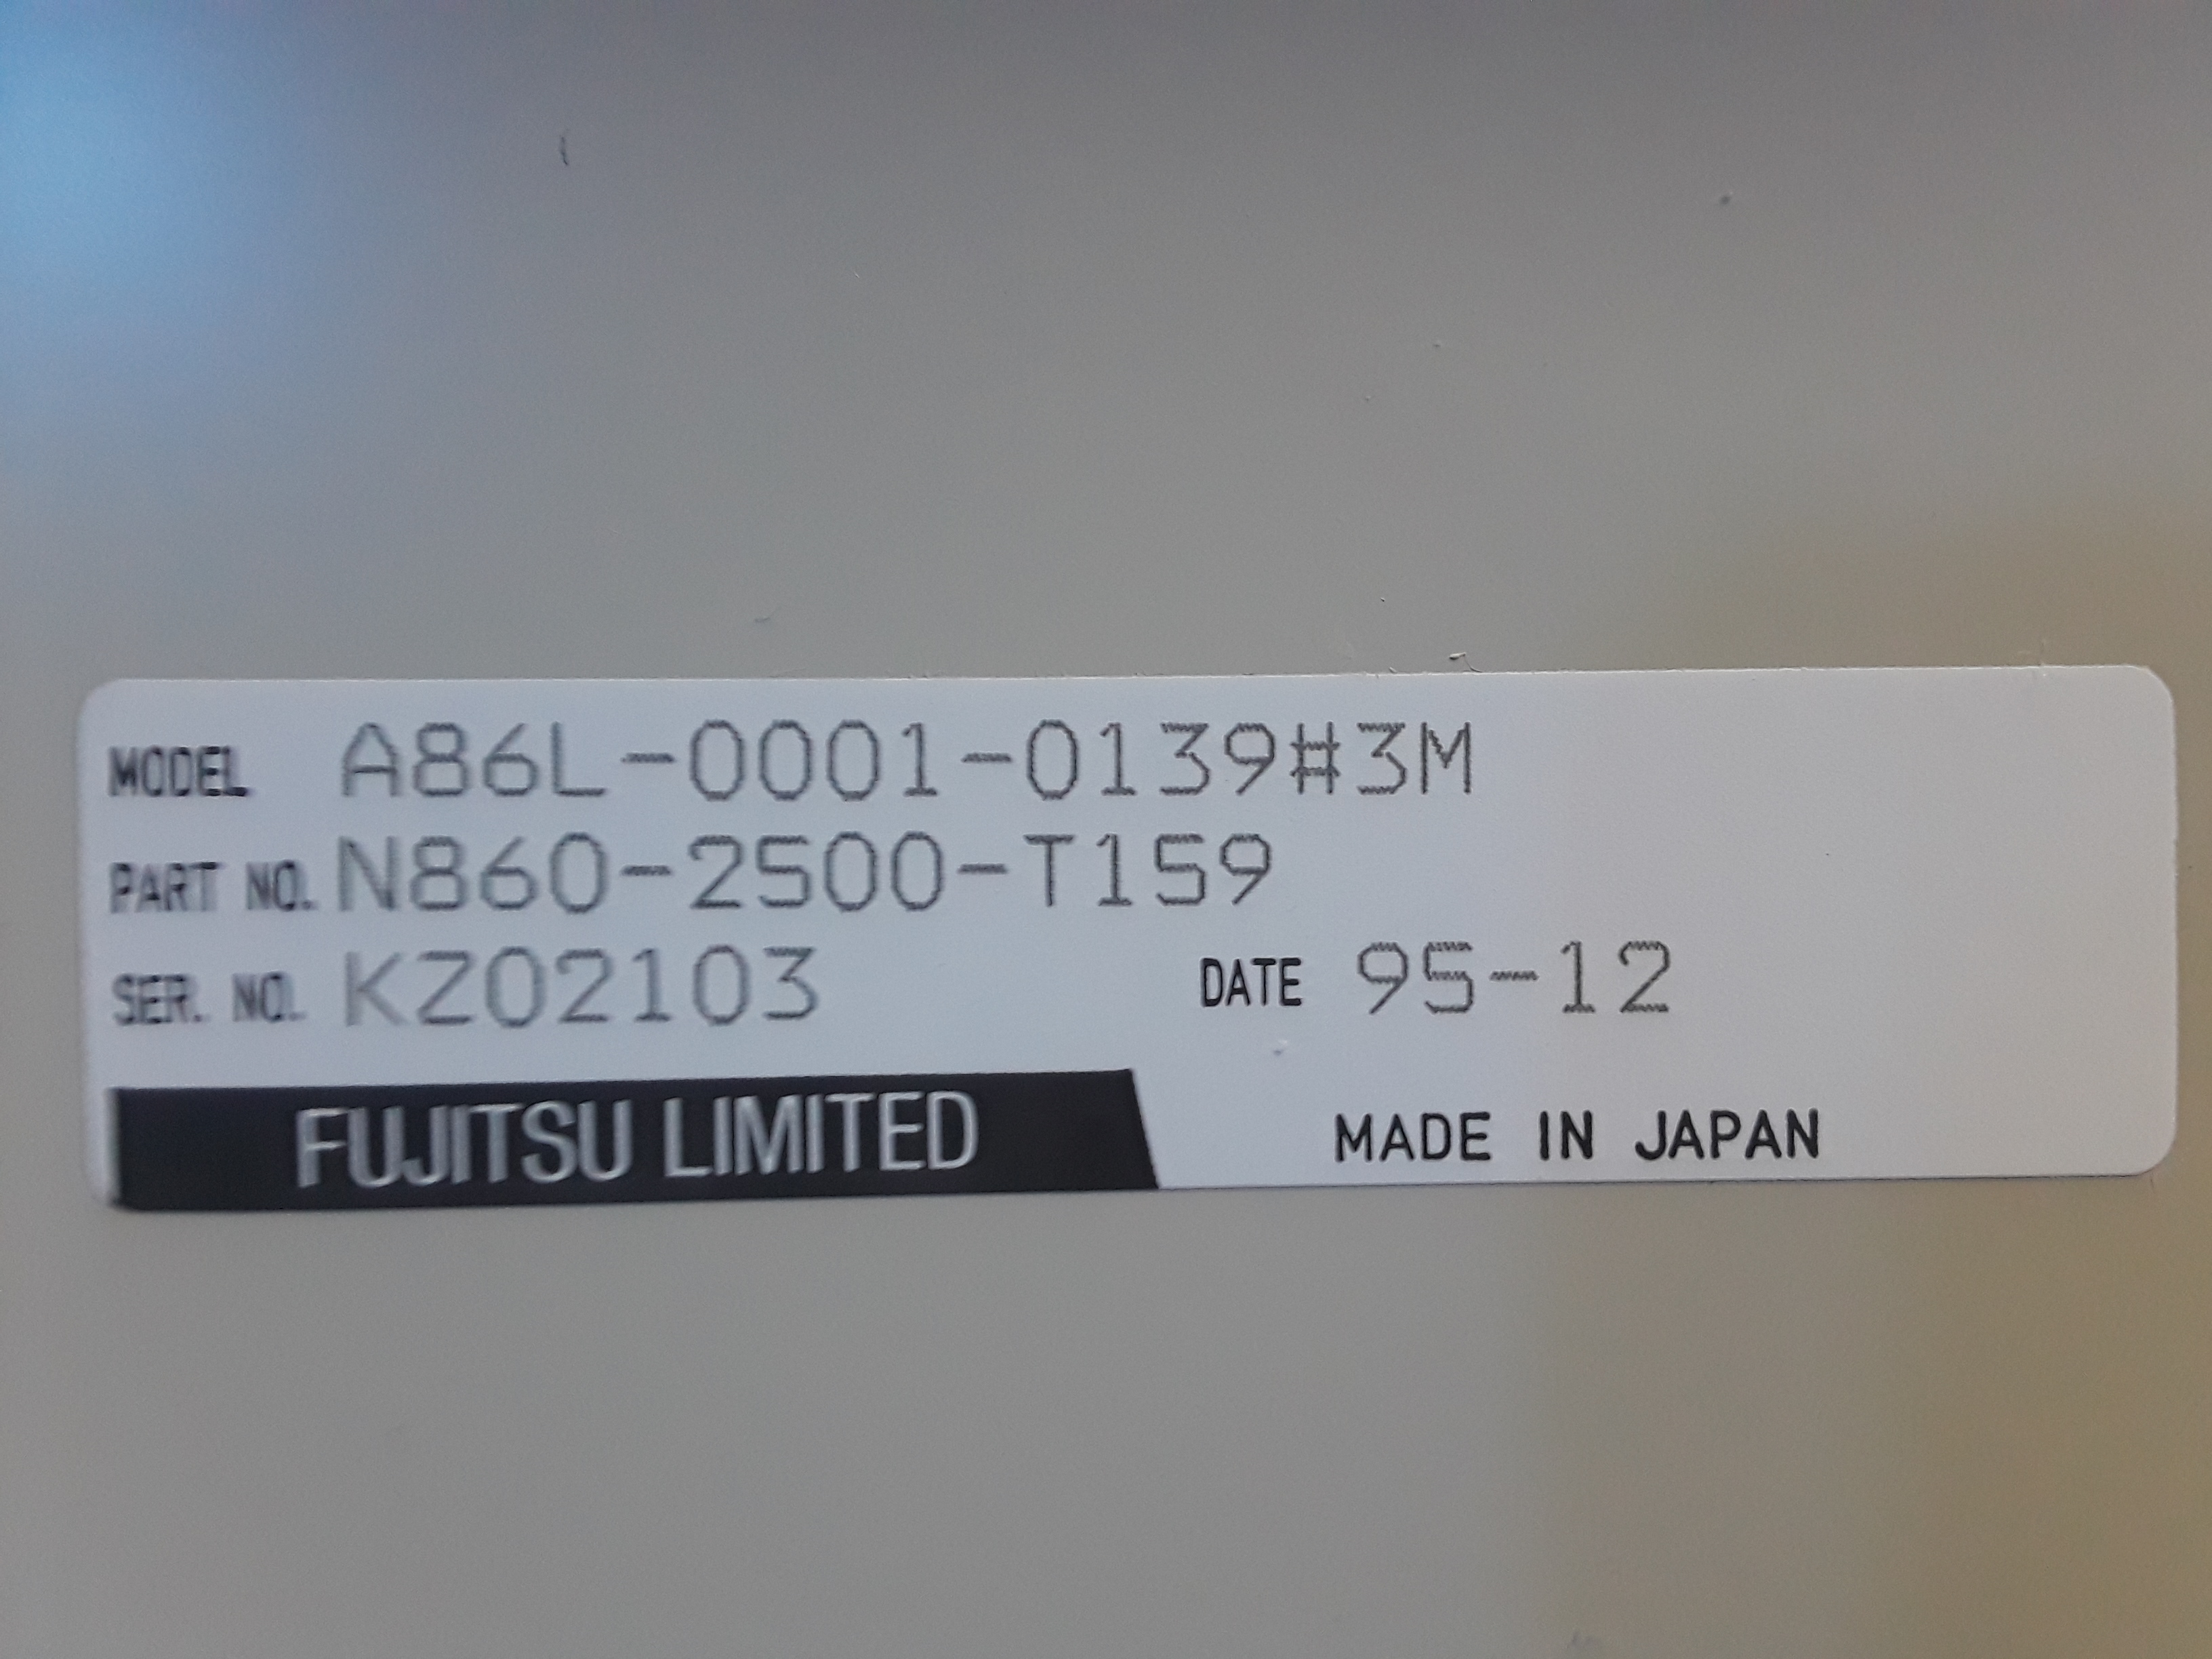 MODEL A86L-0001-0139#3M
PART NO. N860-2500-T159
SER. NO. KZ02103 DATE 95-12
FUJITSU LIMITED MADE IN JAPAN